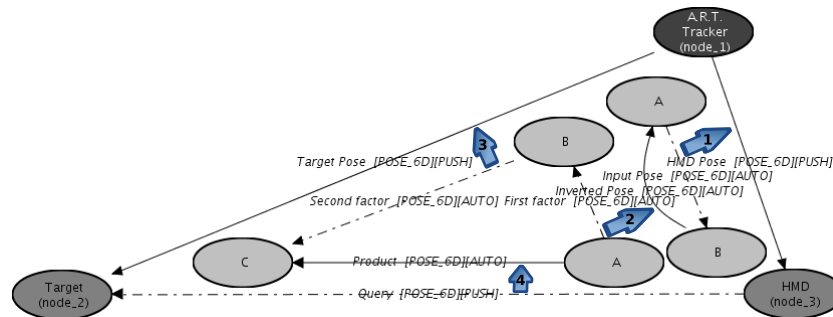 A.R.T.
Tracker
(node_1)
A
B
3
1
Target Pose [POSE_6D][PUSH]
HMD Pose [POSE_6D][PUSH]
Input Pose [POSE_6D][AUTO]
Inverted Pose [POSE_6D][AUTO]
Second factor [POSE_6D][AUTO] First factor [POSE_6D][AUTO]
2
B
C
Product [POSE_6D][AUTO]
A
4
Target
(node_2)
Query [POSE_6D][PUSH]
HMD
(node_3)